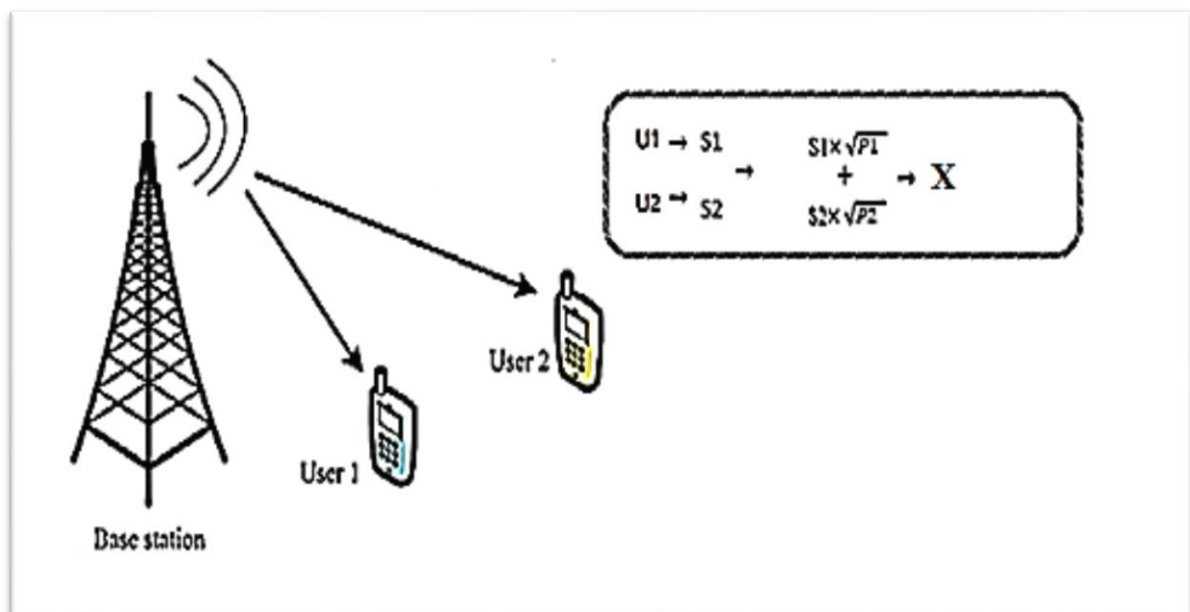 U1 → S1
U2 → S2
→
S1×√P1
+
S2×√P2
→ X
User 2
User 1
Base station